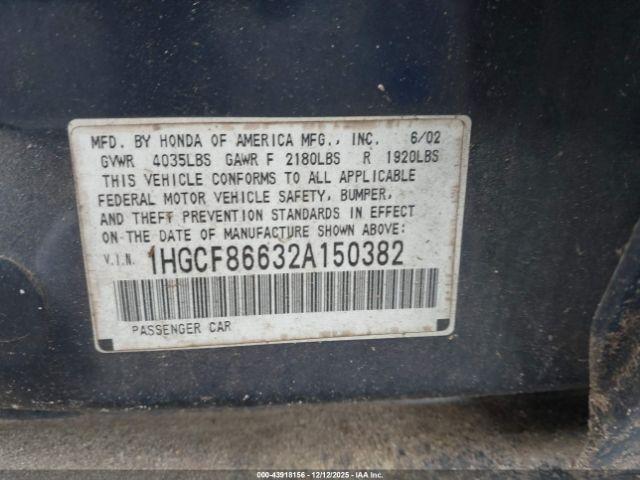 MFD. BY HONDA OF AMERICA MFG., INC. 6/02
GVWR 4035LBS GAWR F 2180LBS R 1920LBS
THIS VEHICLE CONFORMS TO ALL APPLICABLE
FEDERAL MOTOR VEHICLE SAFETY, BUMPER,
AND THEFT PREVENTION STANDARDS IN EFFECT
ON THE DATE OF MANUFACTURE SHOWN ABOVE:
V.I.N. 1HGCF86632A150382
PASSENGER CAR
000-43918156 - 12/12/2025 - IAAI.COM